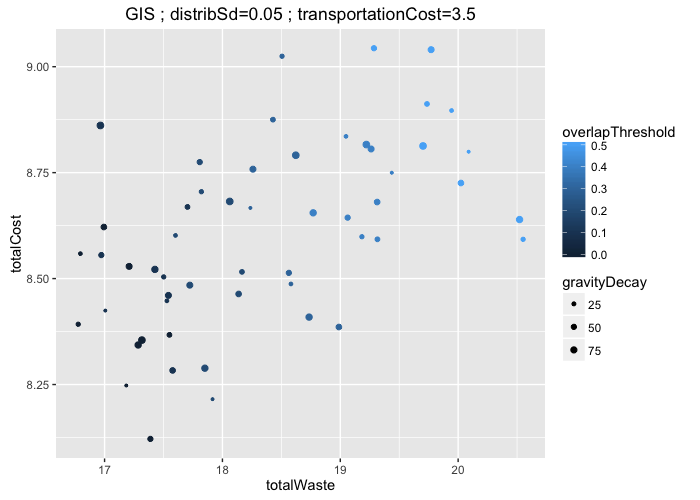 GIS ; distribSd=0.05 ; transportationCost=3.5
totalCost
9.00
8.75
8.50
8.25
17 18 19 20
totalWaste
overlapThreshold
0.5
0.4
0.3
0.2
0.1
0.0
gravityDecay
25
50
75